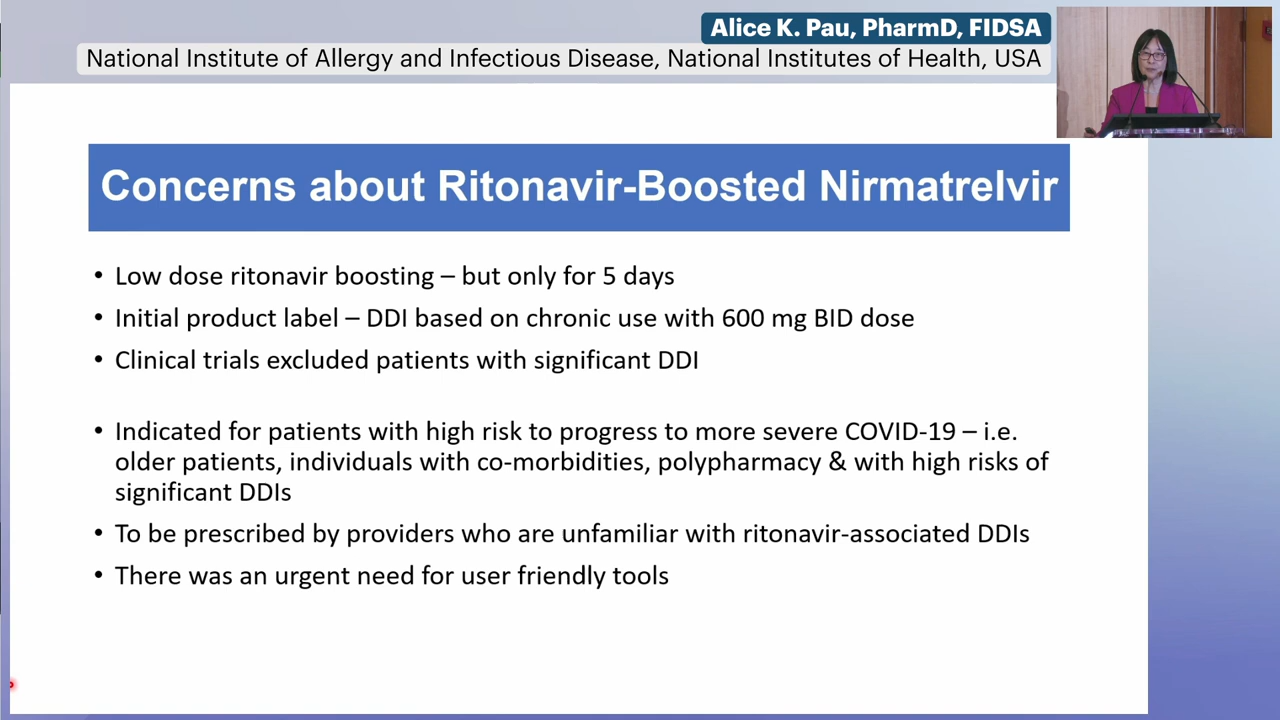 Alice K. Pau, PharmD, FIDSA
National Institute of Allergy and Infectious Disease, National Institutes of Health, USA
Concerns about Ritonavir-Boosted Nirmatrelvir
• Low dose ritonavir boosting – but only for 5 days
• Initial product label – DDI based on chronic use with 600 mg BID dose
• Clinical trials excluded patients with significant DDI
• Indicated for patients with high risk to progress to more severe COVID-19 – i.e.
older patients, individuals with co-morbidities, polypharmacy & with high risks of
significant DDIs
• To be prescribed by providers who are unfamiliar with ritonavir-associated DDIs
• There was an urgent need for user friendly tools